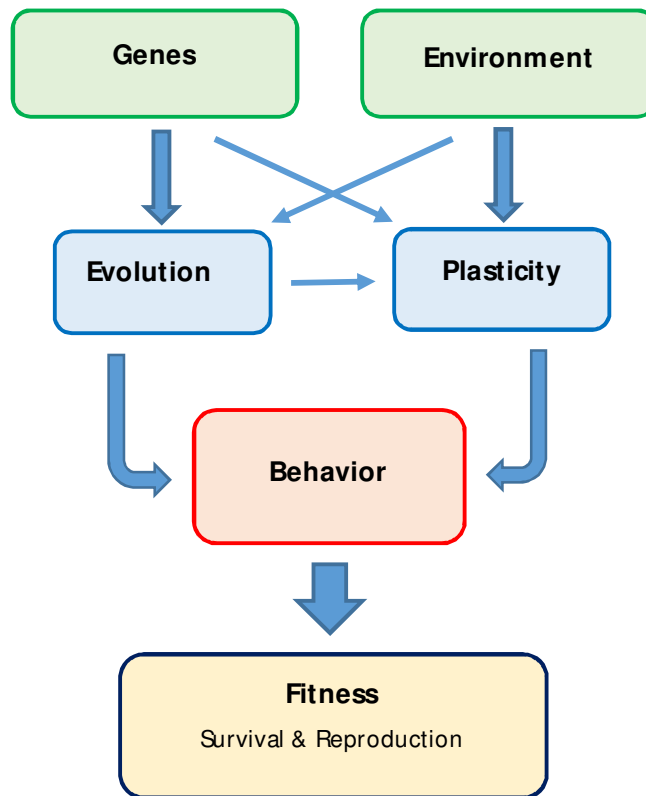 Genes
Environment
Evolution
Plasticity
Behavior
Fitness
Survival & Reproduction